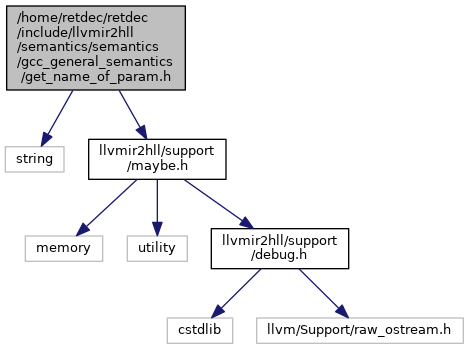 /home/retdec/retdec
/include/llvmir2hll
/semantics/semantics
/gcc_general_semantics
/get_name_of_param.h
string
llvmir2hll/support
/maybe.h
memory
utility
llvmir2hll/support
/debug.h
cstdlib
llvm/Support/raw_ostream.h